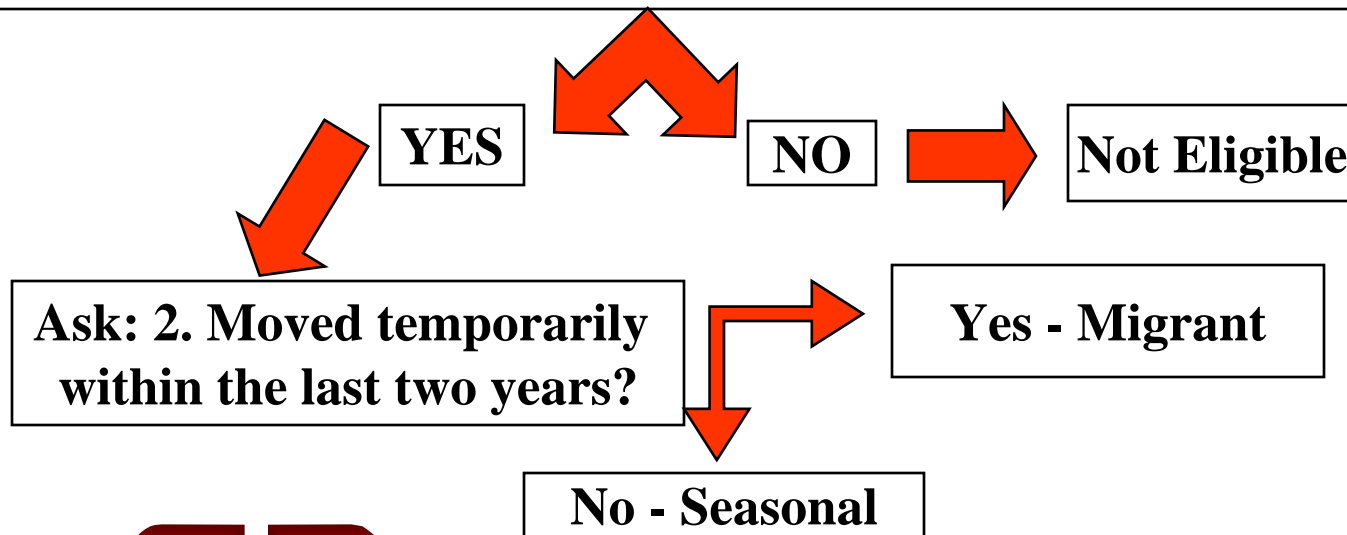 YES
NO
Not Eligible
Ask: 2. Moved temporarily
within the last two years?
Yes - Migrant
No - Seasonal